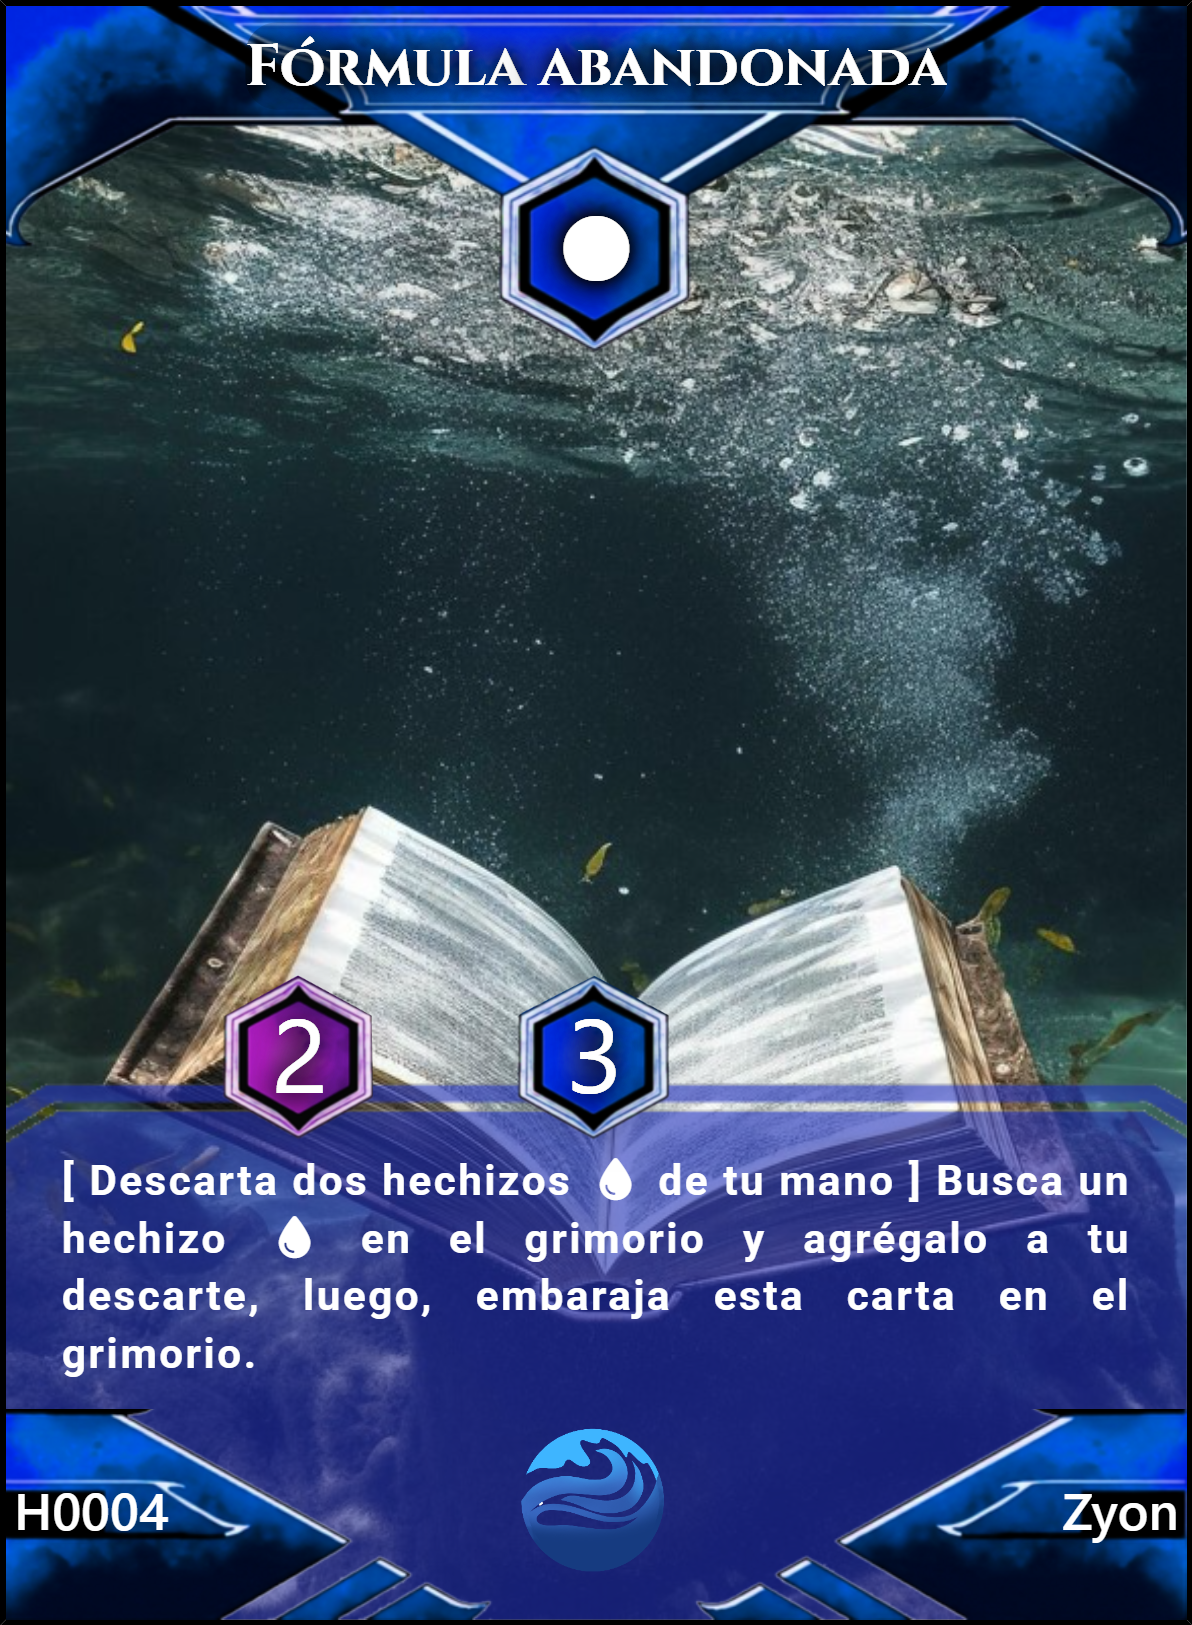 FÓRMULA ABANDONADA
2 3
[ Descarta dos hechizos de tu mano ] Busca un
hechizo en el grimorio y agrégalo a tu
descarte, luego, embaraja esta carta en el
grimorio.
H0004 Zyon